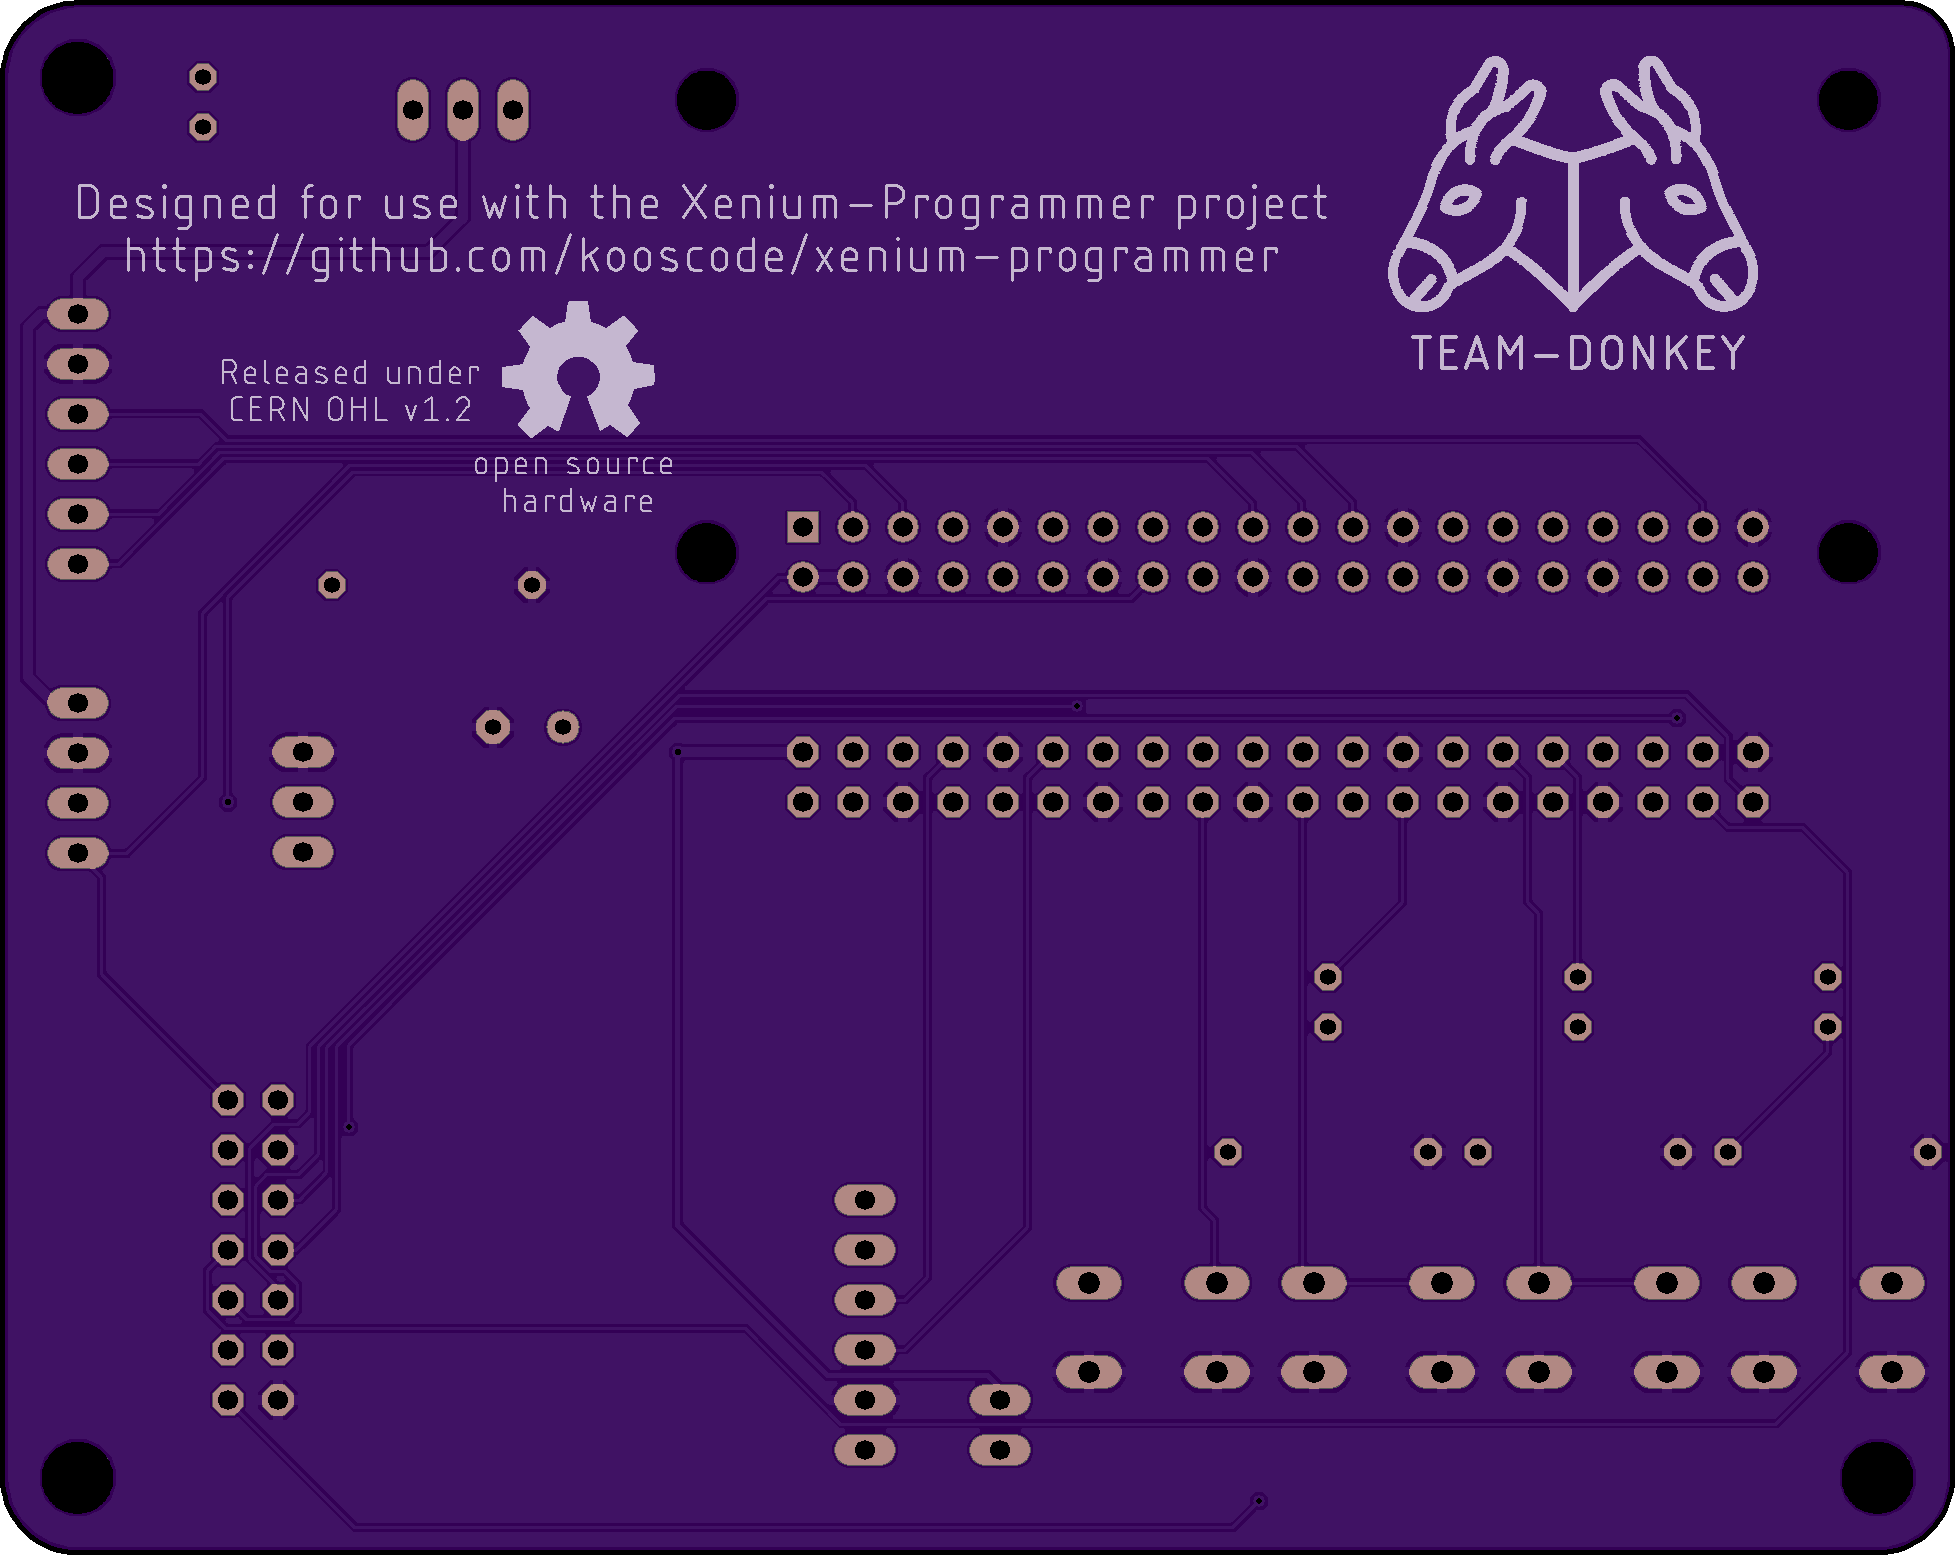 Designed for use with the Xenium-Programmer project
https://github.com/kooscode/xenium-programmer
TEAM-DONKEY
Released under
CERN OHL v1.2
open source
hardware